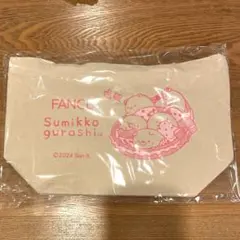 FANCL
Sumikko
gurashi
©2024 San-X